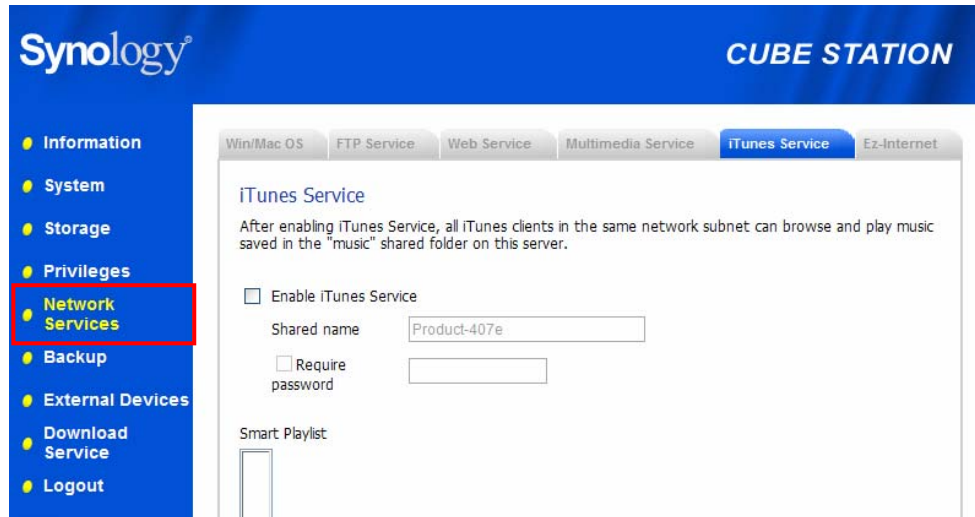 Synology®
CUBE STATION
Information
System
Storage
Privileges
Network
Services
Backup
External Devices
Download
Service
Logout
Win/Mac OS
FTP Service
Web Service
Multimedia Service
iTunes Service
Ez-Internet
iTunes Service
After enabling iTunes Service, all iTunes clients in the same network subnet can browse and play music
saved in the "music" shared folder on this server.
Enable iTunes Service
Shared name
Product-407e
Require
password
Smart Playlist